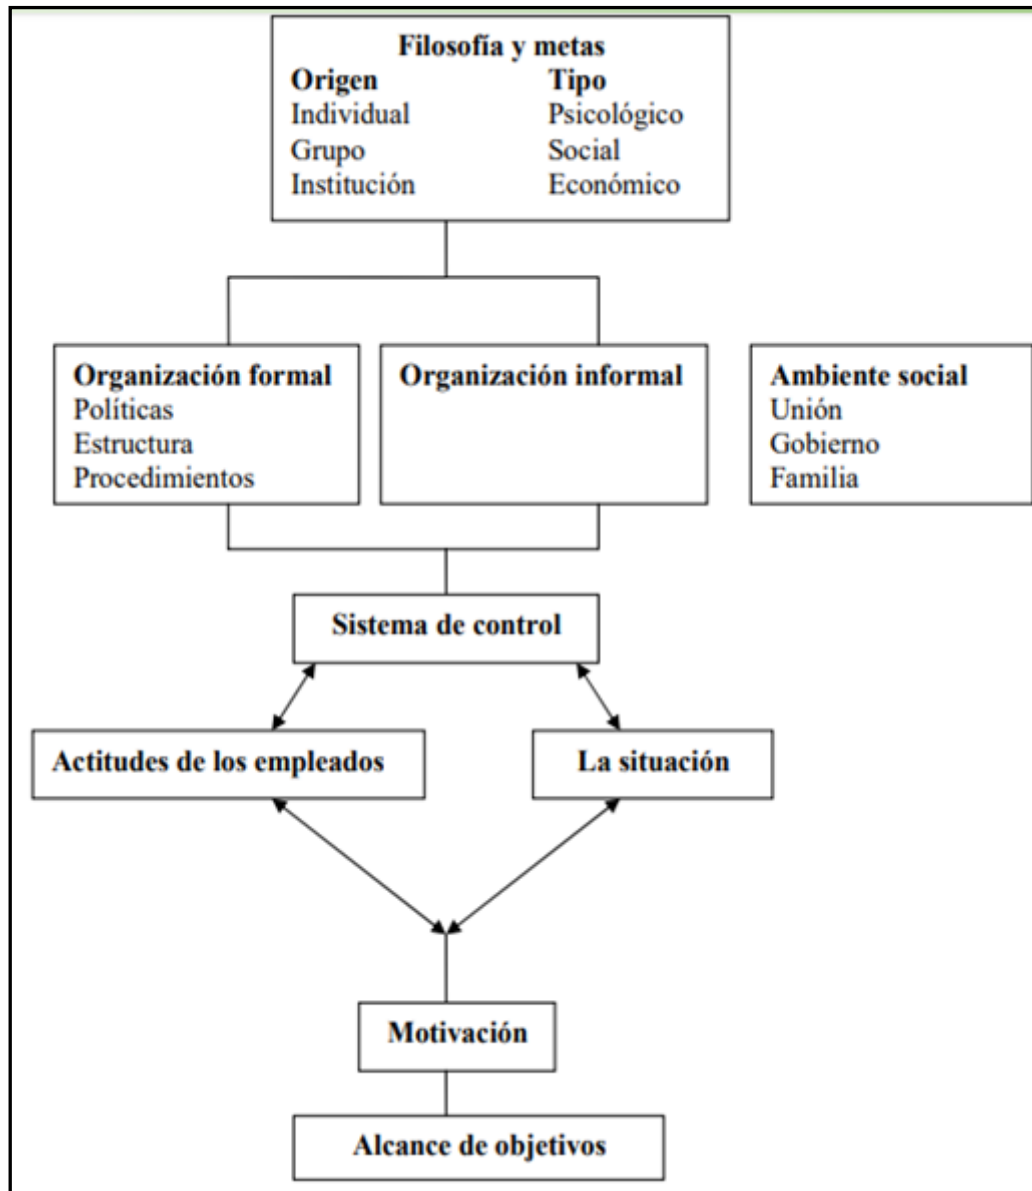 Filosofía y metas
Origen Tipo
Individual Psicológico
Grupo Social
Institución Económico
Organización formal
Políticas
Estructura
Procedimientos
Organización informal
Ambiente social
Unión
Gobierno
Familia
Sistema de control
Actitudes de los empleados
La situación
Motivación
Alcance de objetivos